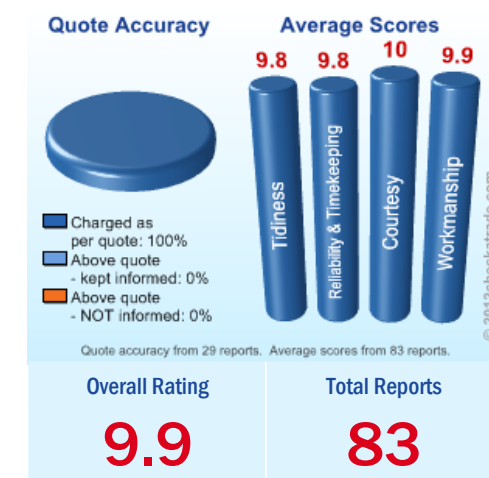 Quote Accuracy
Average Scores
9.8
9.8
10
9.9
Tidiness
Reliability & Timekeeping
Courtesy
Workmanship
Charged as
per quote: 100%
Above quote
- kept informed: 0%
Above quote
- NOT informed: 0%
Quote accuracy from 29 reports. Average scores from 83 reports.
Overall Rating
Total Reports
9.9
83